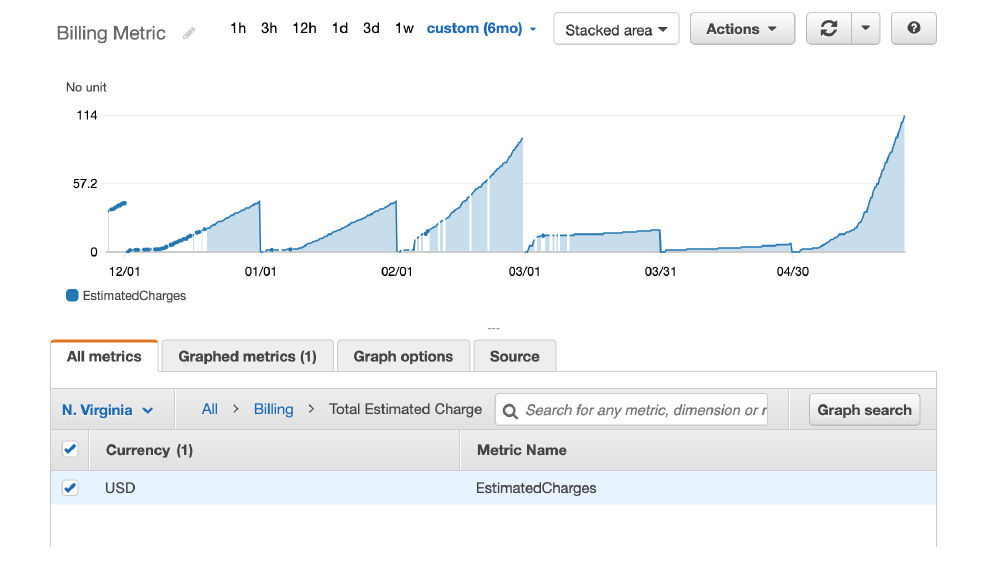 Billing Metric 1h 3h 12h 1d 3d 1w custom (6mo) Stacked area Actions
No unit
114
57.2
0
12/01 01/01 02/01 03/01 03/31 04/30
EstimatedCharges
All metrics Graphed metrics (1) Graph options Source
N. Virginia All > Billing > Total Estimated Charge Search for any metric, dimension or r Graph search
Currency (1) Metric Name
USD EstimatedCharges